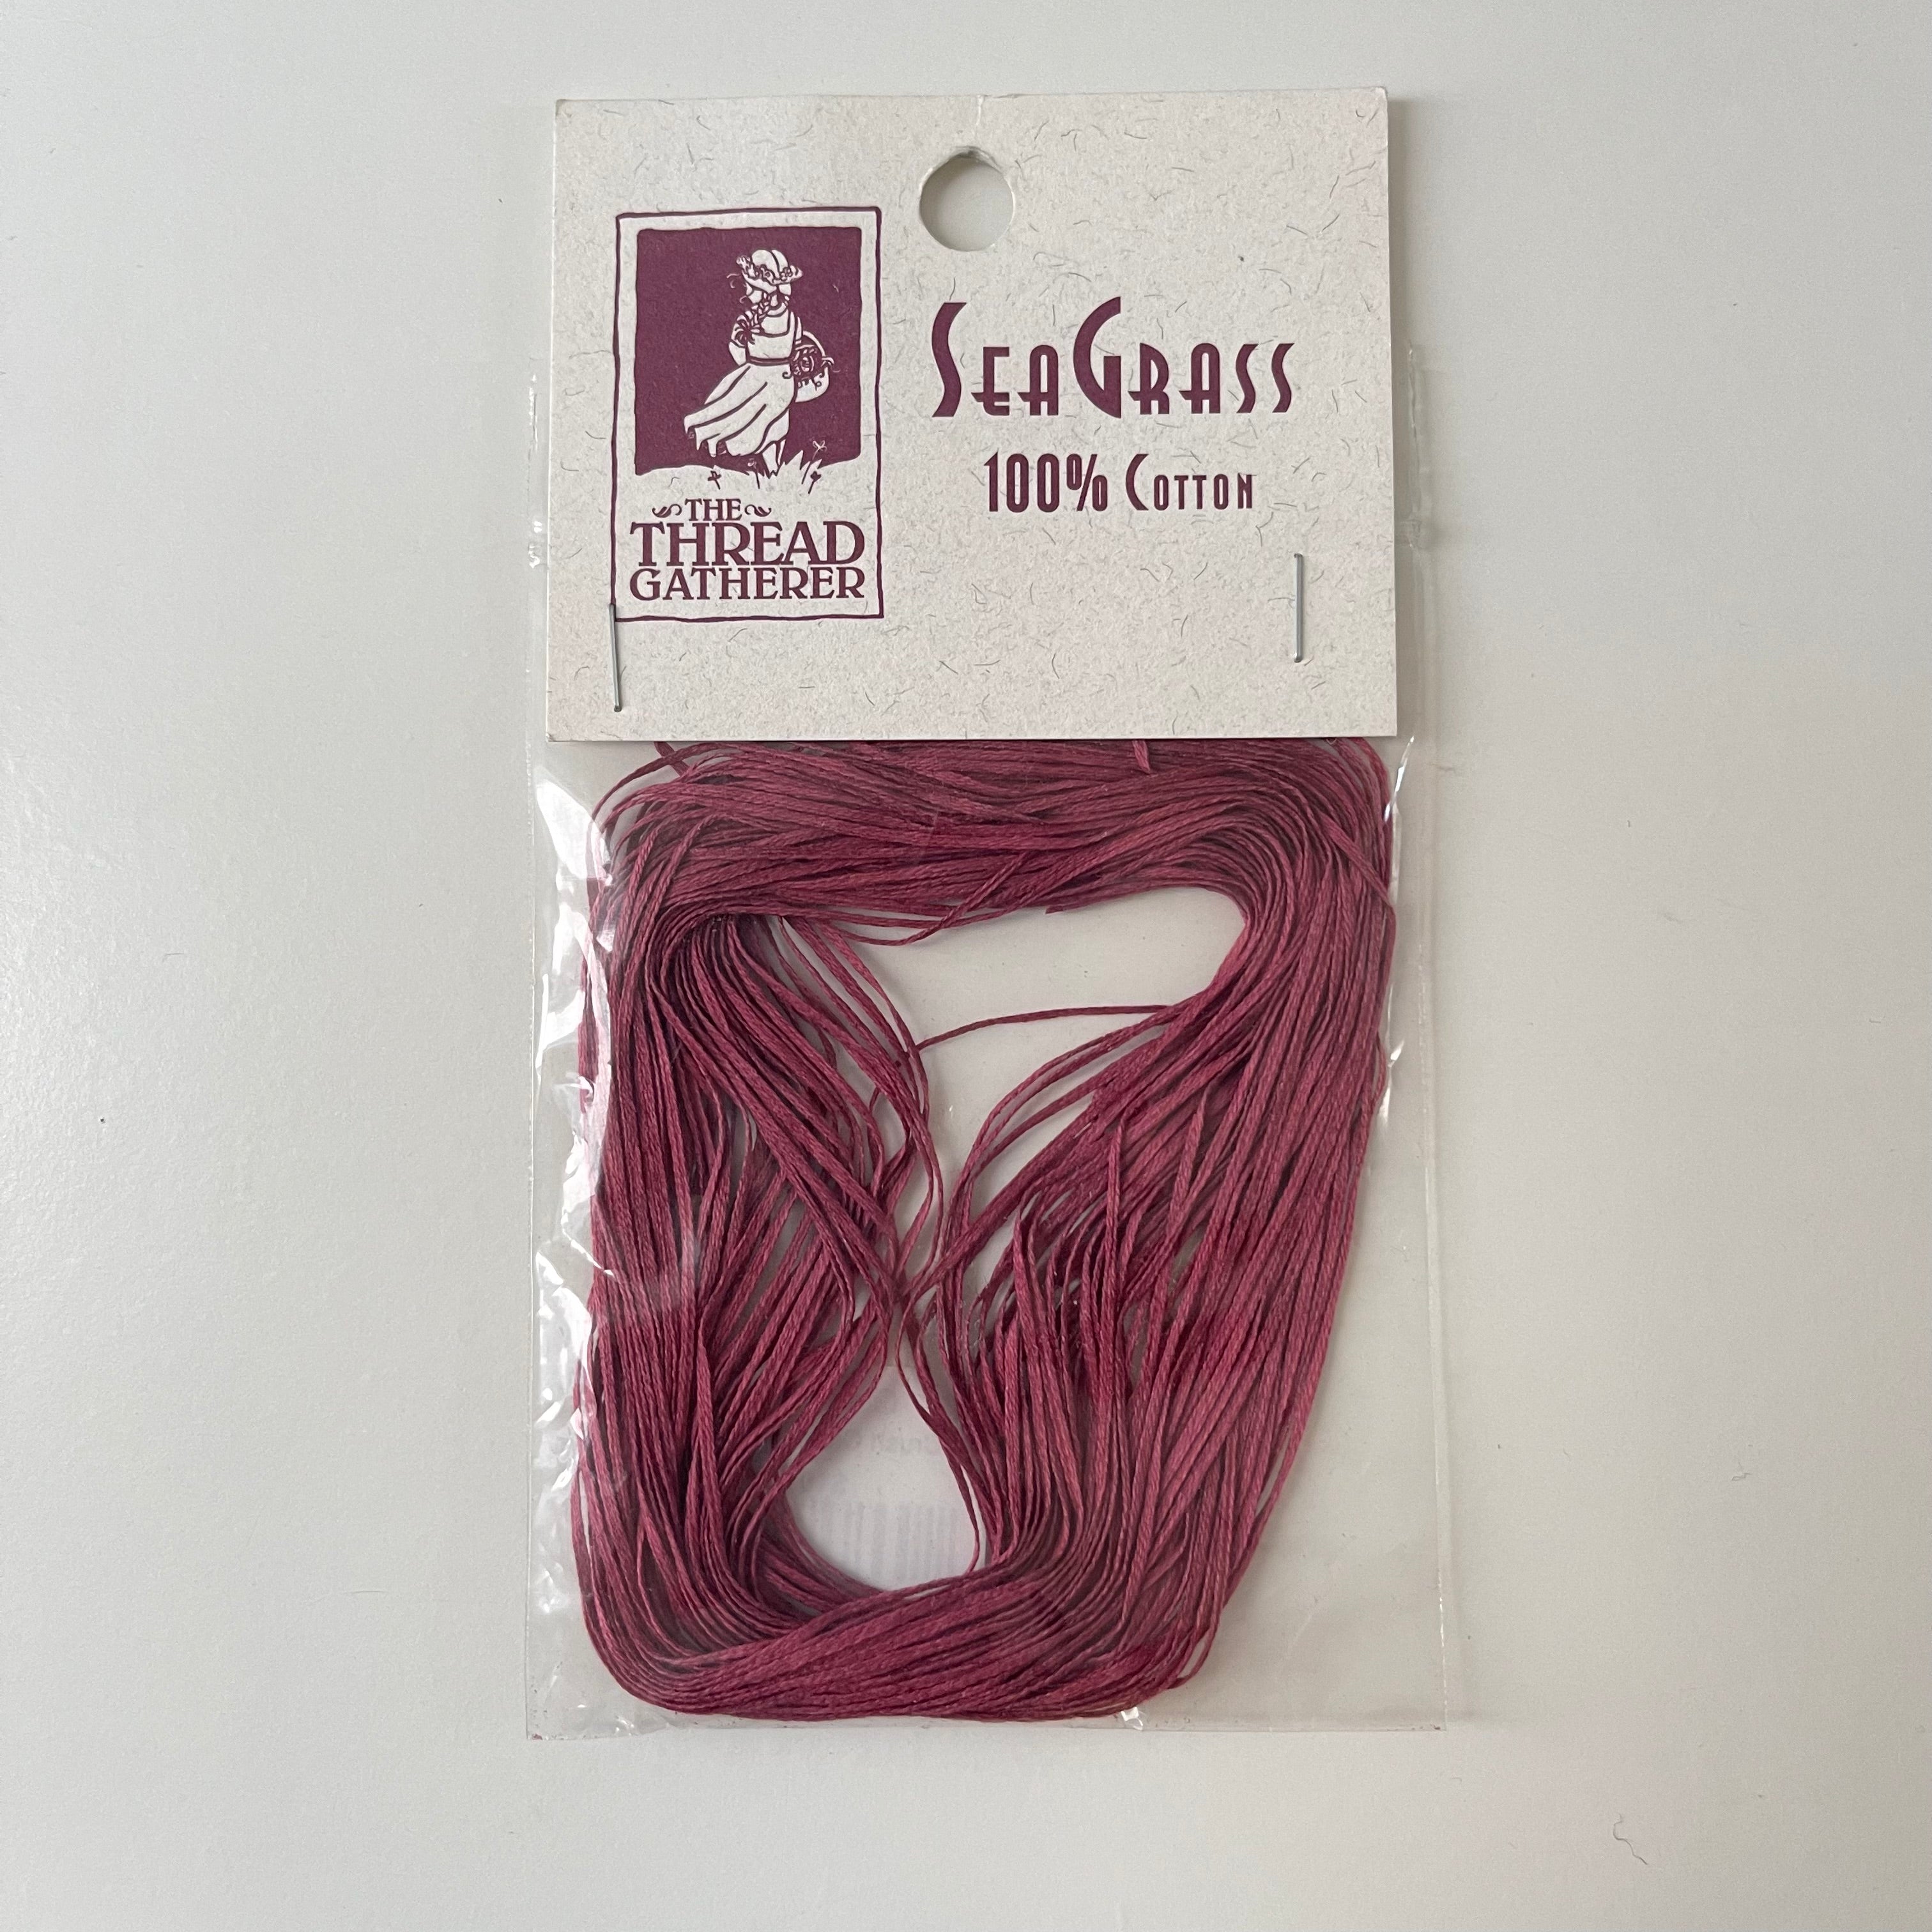 THE
THREAD
GATHERER
SEAGRASS
100% COTTON